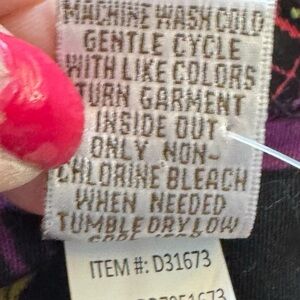 MACHINE WASH COLD
GENTLE CYCLE
WITH LIKE COLORS
TURN GARMENT
INSIDE OUT
ONLY NON-
CHLORINE BLEACH
WHEN NEEDED
TUMBLE DRY LOW
ITEM #: D31673